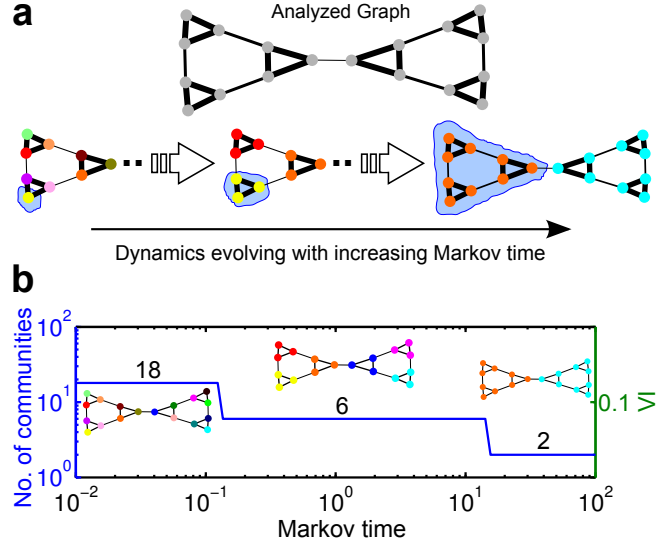 a
Analyzed Graph
Dynamics evolving with increasing Markov time
b
No. of communities
10^2
10^1
10^0
18
6
2
0.1
VI
10^-2
10^-1
10^0
10^1
10^2
Markov time